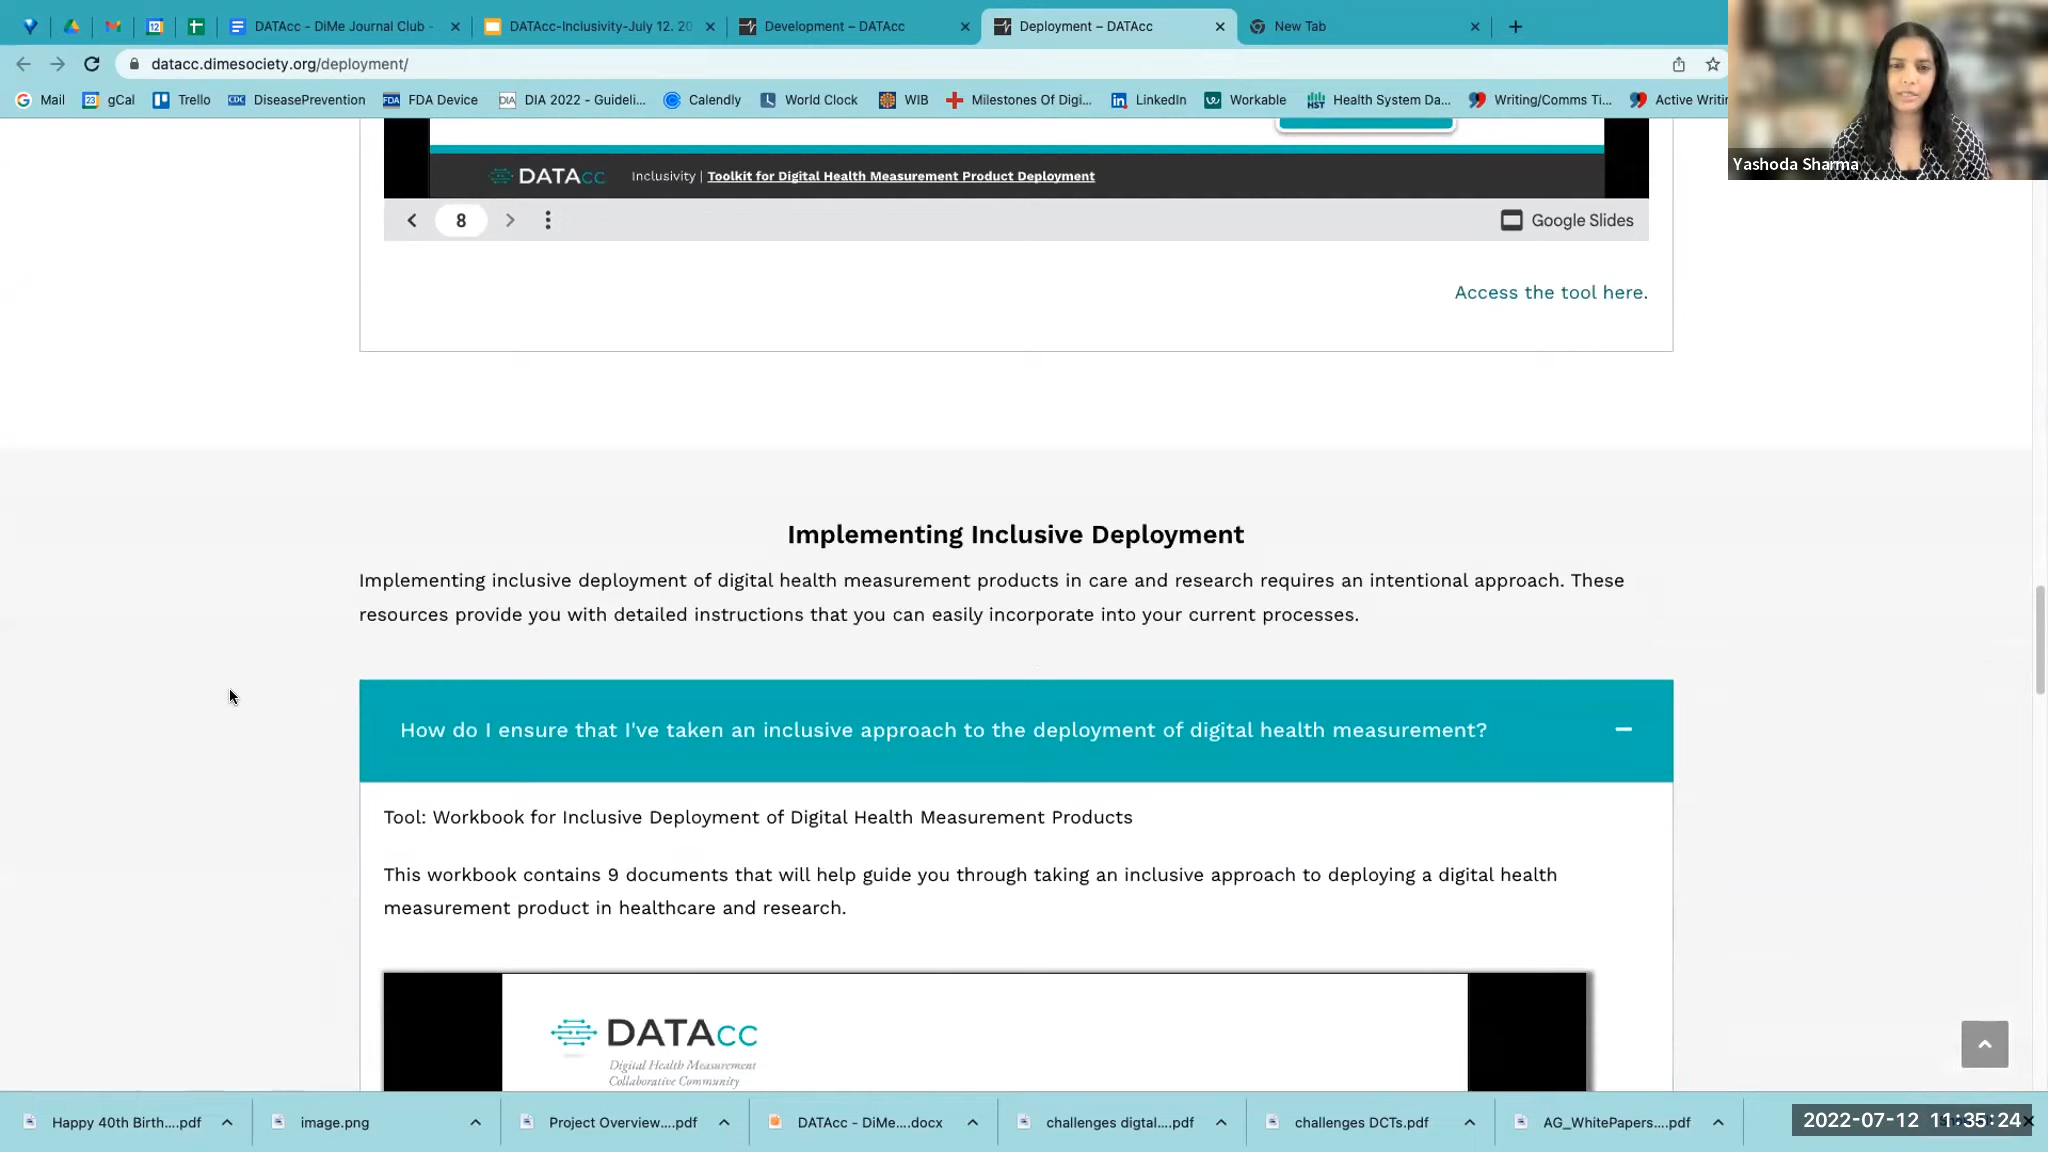 DATAcc - DiMe Journal Club -
DATAcc-Inclusivity-July 12. 20
Development – DATAcc
Deployment – DATAcc
New Tab
datacc.dimesociety.org/deployment/
Mail
gCal
Trello
DiseasePrevention
FDA Device
DIA 2022 - Guideli...
Calendly
World Clock
WIB
Milestones Of Digi...
LinkedIn
Workable
Health System Da...
Writing/Comms Ti...
Active Writin
Yashoda Sharma
DATAcc
Inclusivity | Toolkit for Digital Health Measurement Product Deployment
8
Google Slides
Access the tool here.
Implementing Inclusive Deployment
Implementing inclusive deployment of digital health measurement products in care and research requires an intentional approach. These
resources provide you with detailed instructions that you can easily incorporate into your current processes.
How do I ensure that I've taken an inclusive approach to the deployment of digital health measurement?
Tool: Workbook for Inclusive Deployment of Digital Health Measurement Products
This workbook contains 9 documents that will help guide you through taking an inclusive approach to deploying a digital health
measurement product in healthcare and research.
DATAcc
Digital Health Measurement
Collaborative Community
Happy 40th Birth....pdf
image.png
Project Overview....pdf
DATAcc - DiMe....docx
challenges digtal....pdf
challenges DCTs.pdf
AG_WhitePapers....pdf
2022-07-12 11:35:24